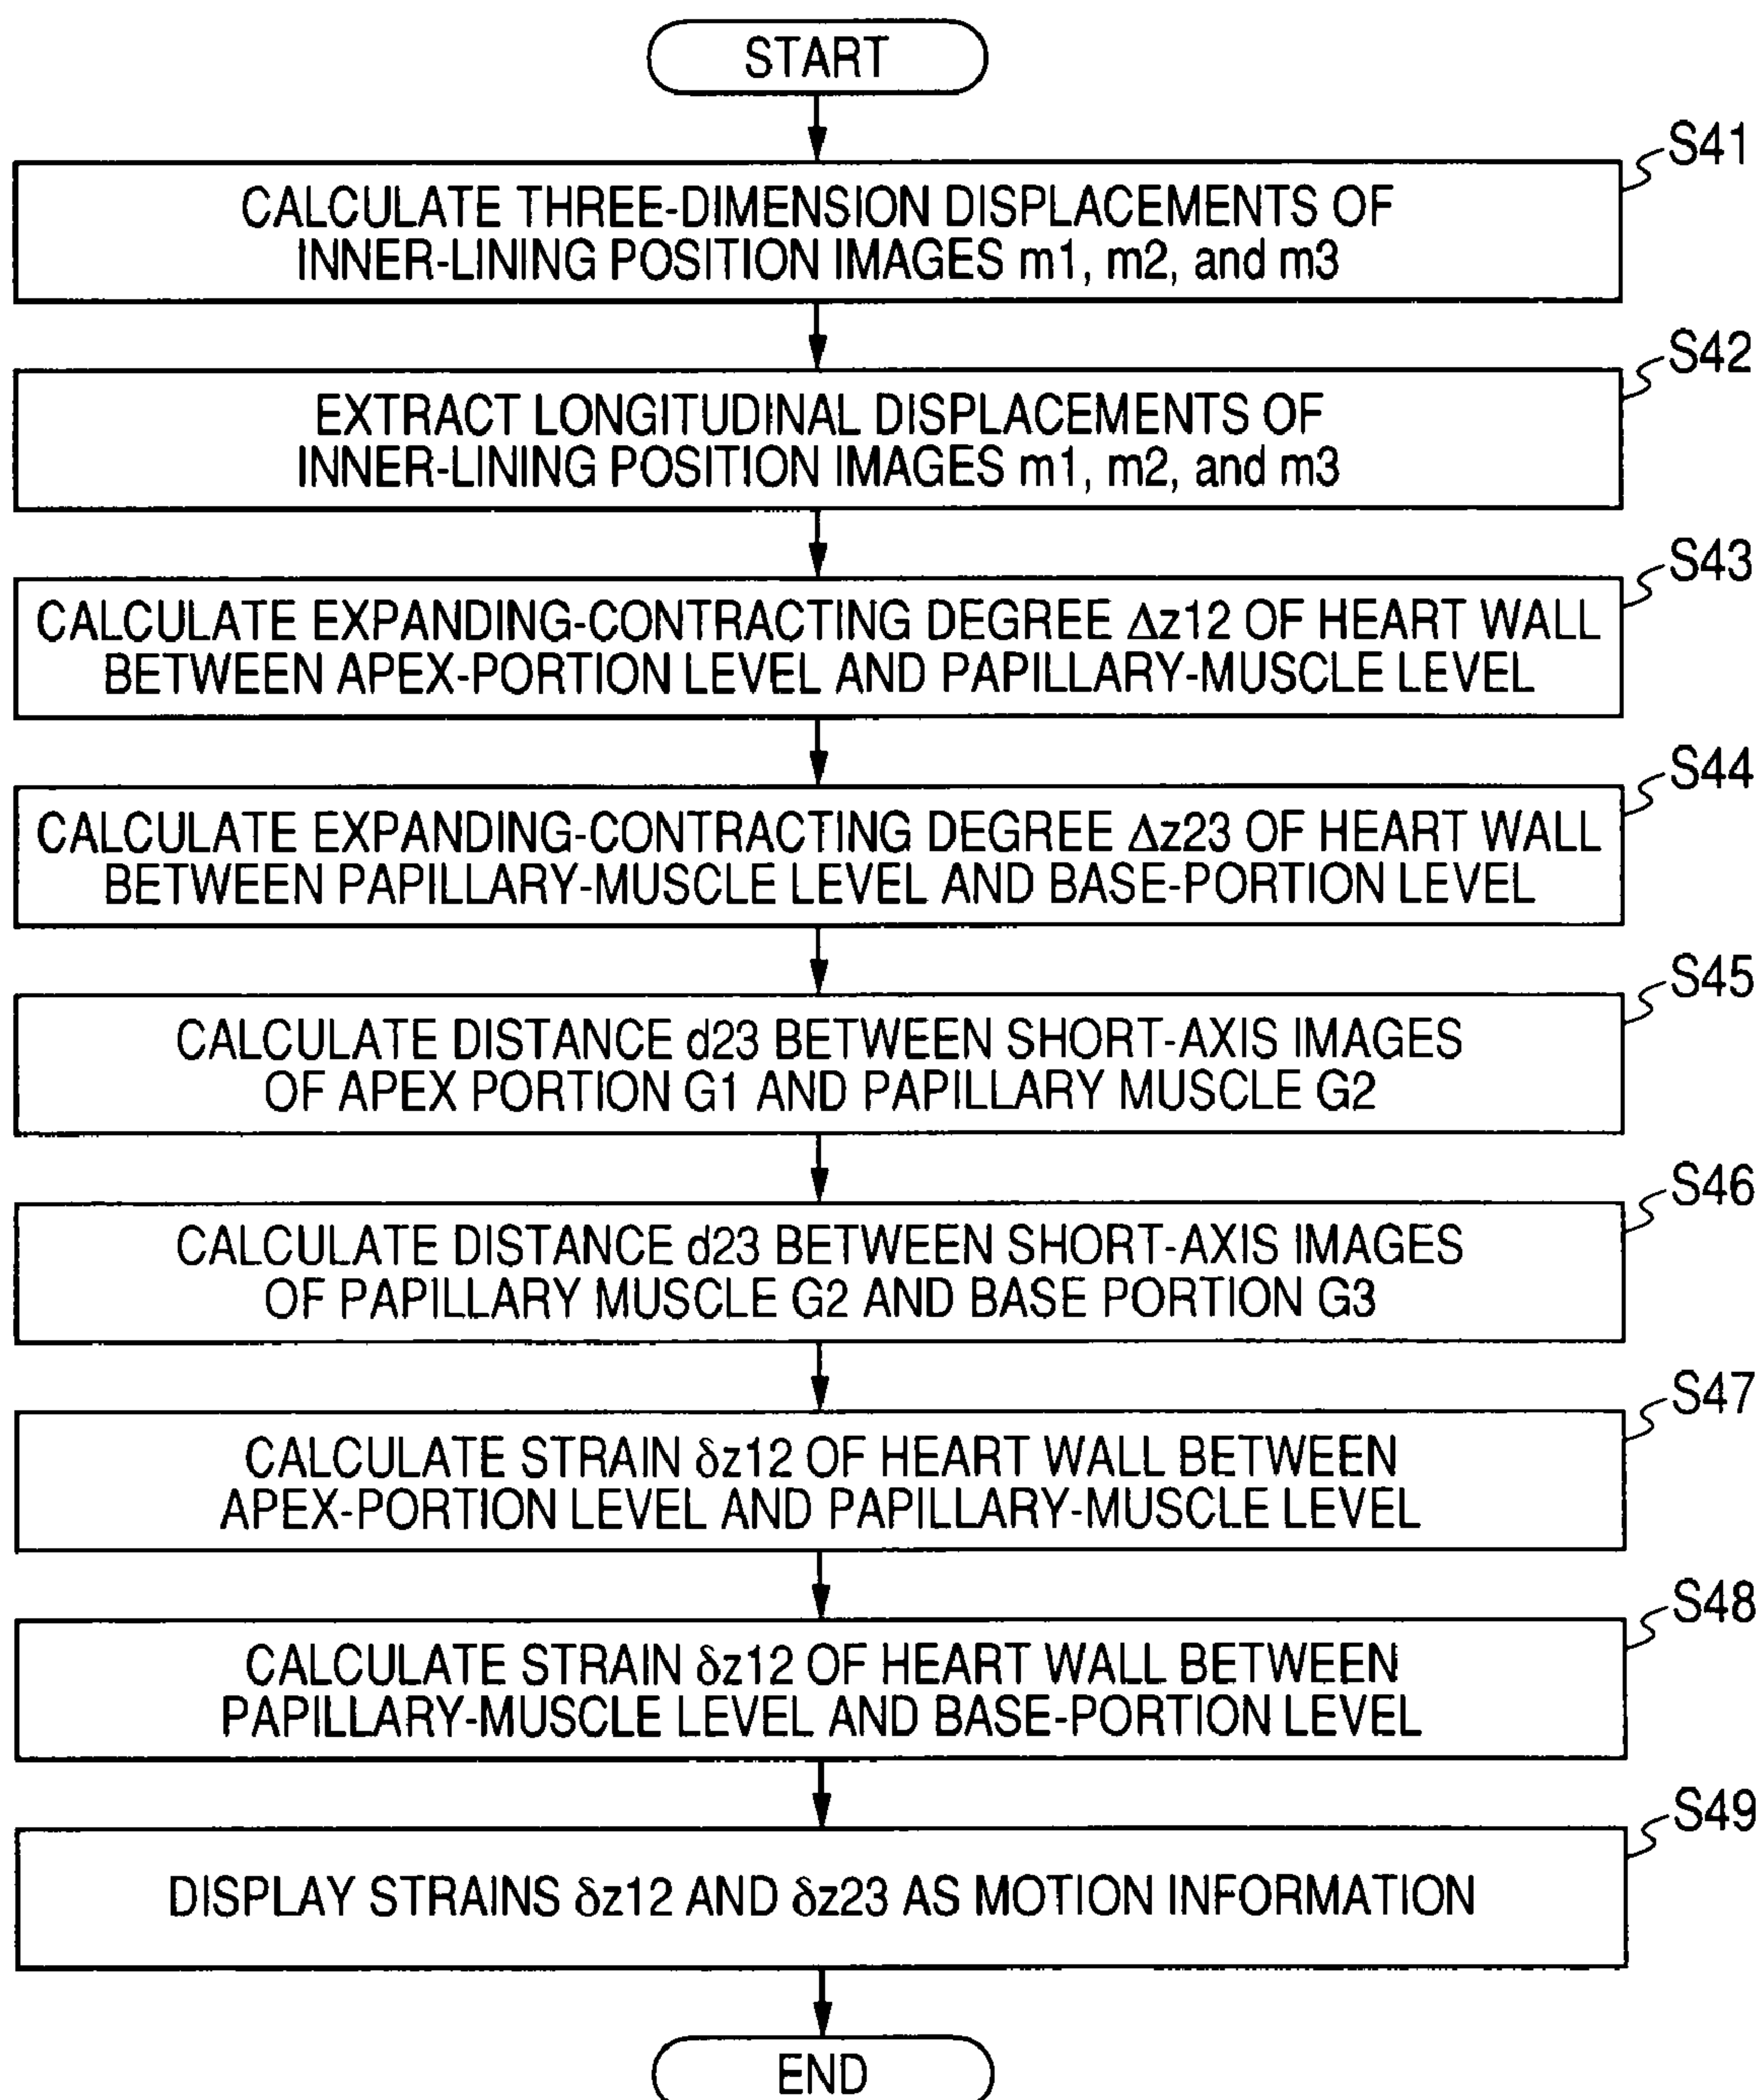 START
S41
CALCULATE THREE-DIMENSION DISPLACEMENTS OF
INNER-LINING POSITION IMAGES m1, m2, and m3
S42
EXTRACT LONGITUDINAL DISPLACEMENTS OF
INNER-LINING POSITION IMAGES m1, m2, and m3
S43
CALCULATE EXPANDING-CONTRACTING DEGREE Δz12 OF HEART WALL
BETWEEN APEX-PORTION LEVEL AND PAPILLARY-MUSCLE LEVEL
S44
CALCULATE EXPANDING-CONTRACTING DEGREE Δz23 OF HEART WALL
BETWEEN PAPILLARY-MUSCLE LEVEL AND BASE-PORTION LEVEL
S45
CALCULATE DISTANCE d23 BETWEEN SHORT-AXIS IMAGES
OF APEX PORTION G1 AND PAPILLARY MUSCLE G2
S46
CALCULATE DISTANCE d23 BETWEEN SHORT-AXIS IMAGES
OF PAPILLARY MUSCLE G2 AND BASE PORTION G3
S47
CALCULATE STRAIN δz12 OF HEART WALL BETWEEN
APEX-PORTION LEVEL AND PAPILLARY-MUSCLE LEVEL
S48
CALCULATE STRAIN δz12 OF HEART WALL BETWEEN
PAPILLARY-MUSCLE LEVEL AND BASE-PORTION LEVEL
S49
DISPLAY STRAINS δz12 AND δz23 AS MOTION INFORMATION
END